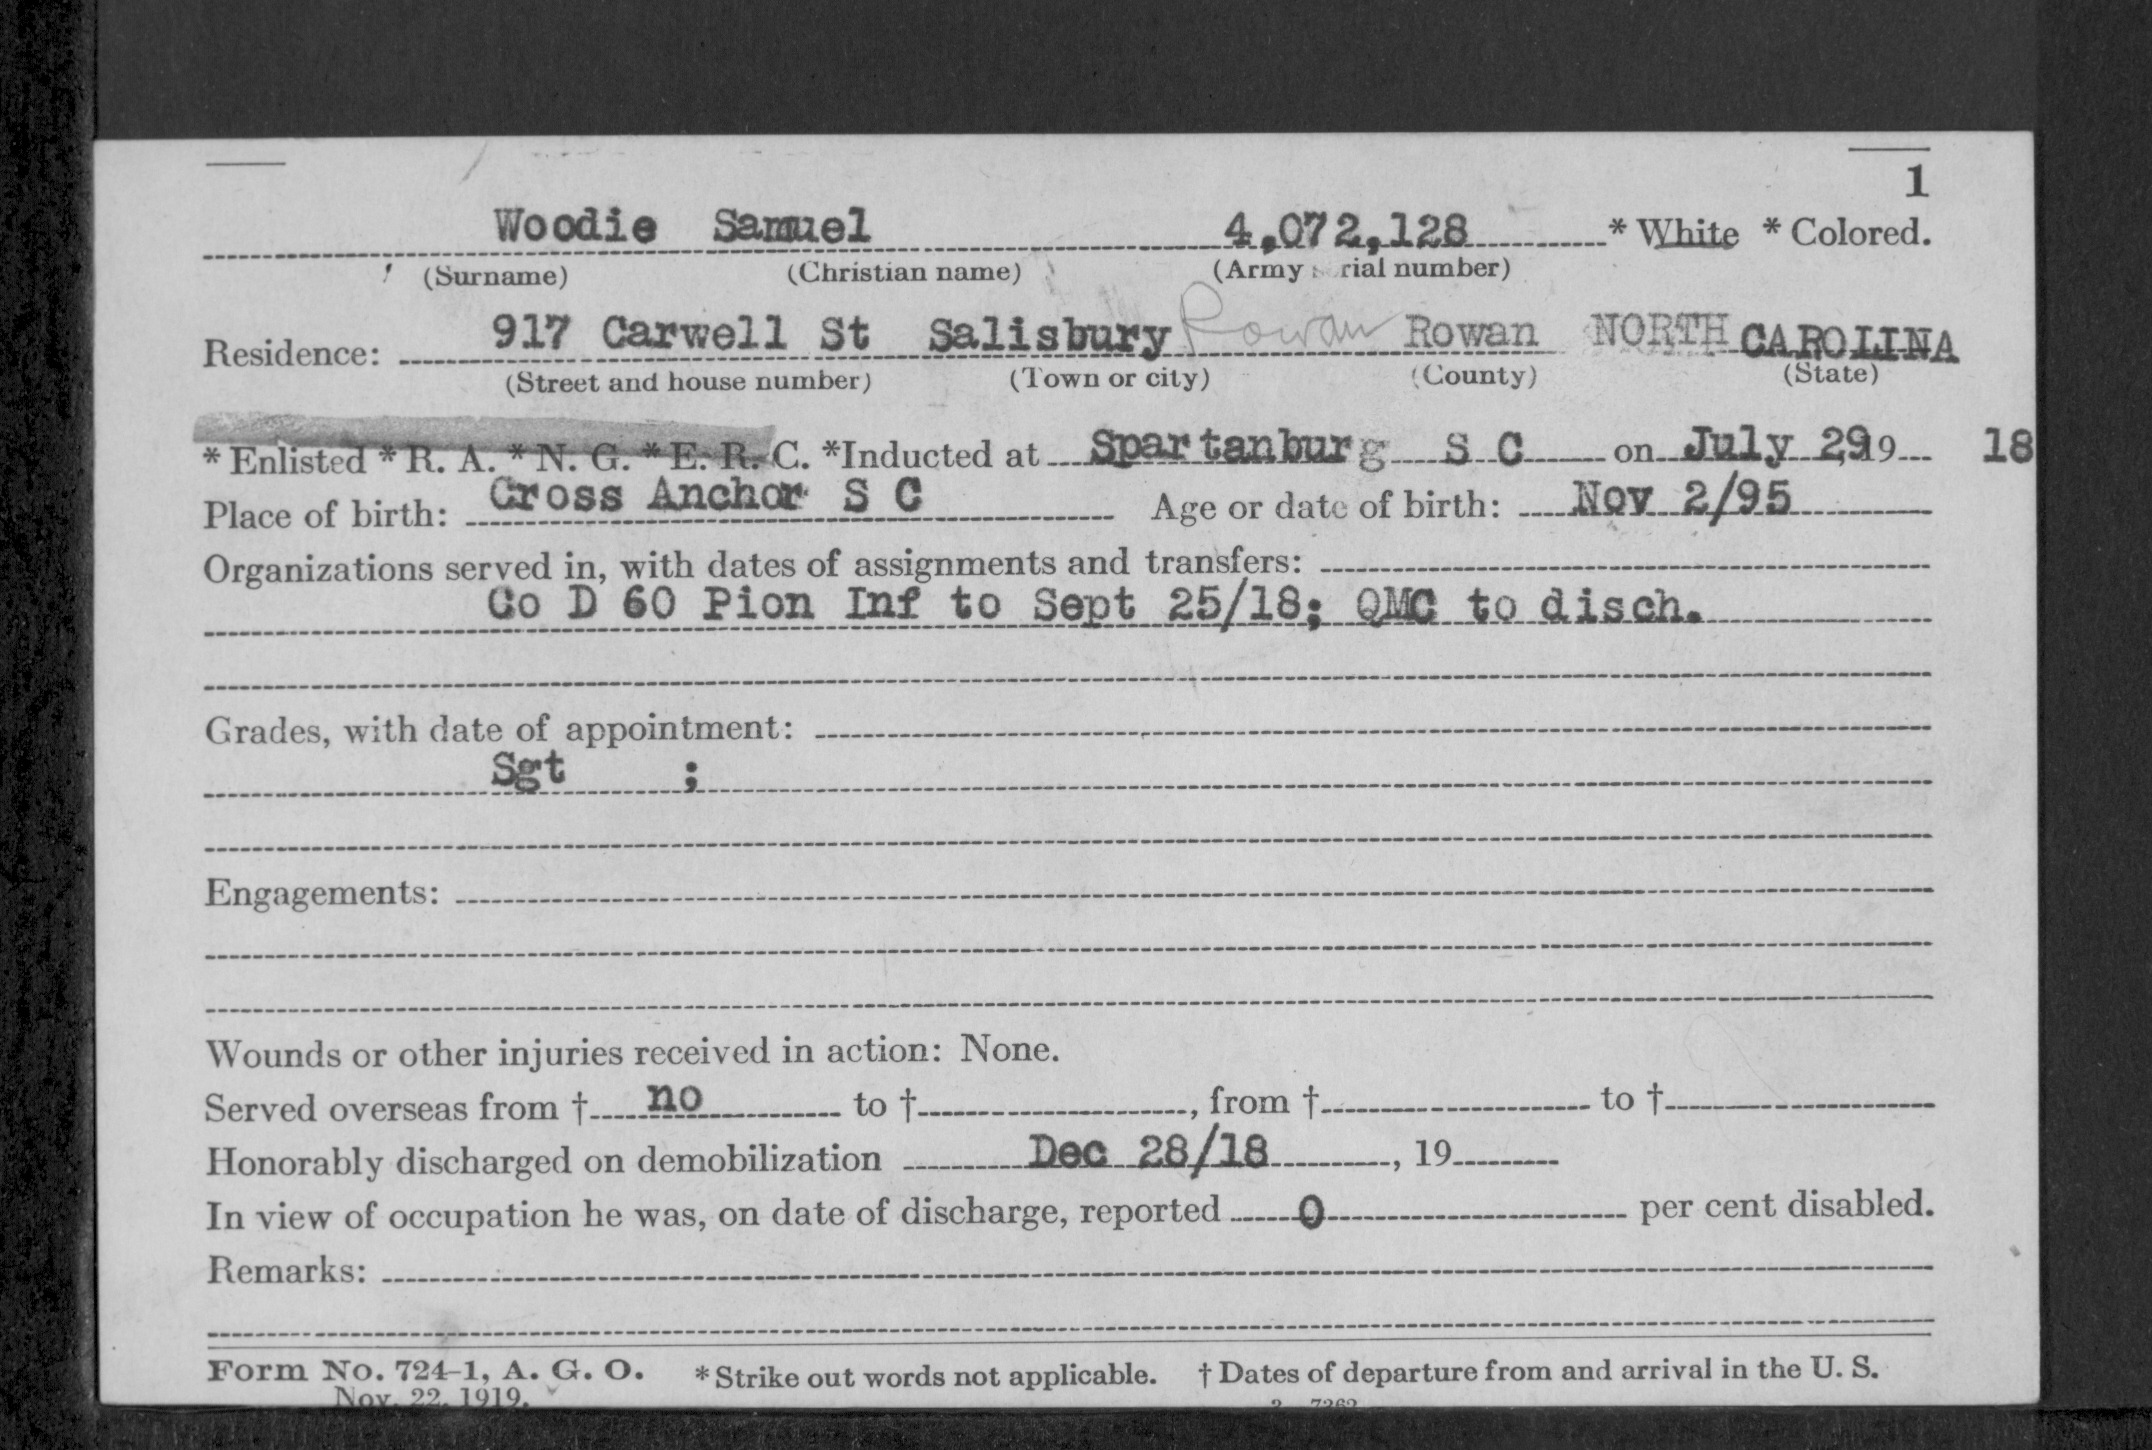 1
Woodie Samuel 4,072,128 * White * Colored.
(Surname) (Christian name) (Army rial number)
Residence: 917 Carwell St Salisbury Rowan Rowan NORTH CAROLINA
(Street and house number) (Town or city) (County) (State)
* Enlisted * R. A. * N. G. * E. R. C. *Inducted at Spartanburg S C on July 29 19 18
Place of birth: Cross Anchor S C Age or date of birth: Nov 2/95
Organizations served in, with dates of assignments and transfers:
Co D 60 Pion Inf to Sept 25/18; QMC to disch.
Grades, with date of appointment:
Sgt ;
Engagements:
Wounds or other injuries received in action: None.
Served overseas from † no to † , from † to †
Honorably discharged on demobilization Dec 28/18 , 19
In view of occupation he was, on date of discharge, reported 0 per cent disabled.
Remarks:
Form No. 724-1, A. G. O. * Strike out words not applicable. † Dates of departure from and arrival in the U. S.
Nov. 22, 1919.